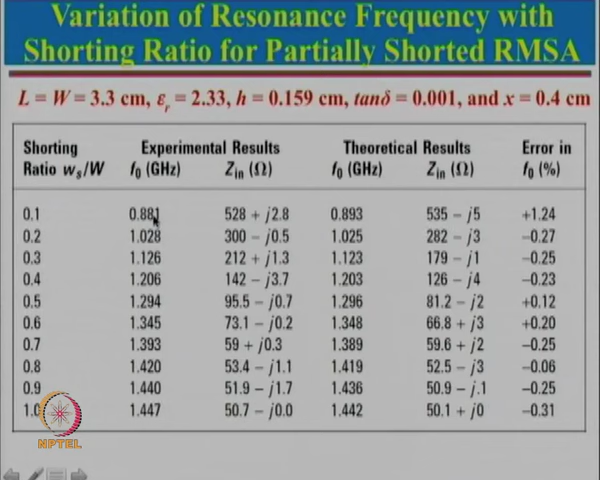 Variation of Resonance Frequency with
Shorting Ratio for Partially Shorted RMSA
L = W = 3.3 cm, εr = 2.33, h = 0.159 cm, tanδ = 0.001, and x = 0.4 cm
Shorting Experimental Results Theoretical Results Error in
Ratio ws/W f0 (GHz) Zin (Ω) f0 (GHz) Zin (Ω) f0 (%)
0.1 0.881 528 + j2.8 0.893 535 − j5 +1.24
0.2 1.028 300 − j0.5 1.025 282 − j3 −0.27
0.3 1.126 212 + j1.3 1.123 179 − j1 −0.25
0.4 1.206 142 − j3.7 1.203 126 − j4 −0.23
0.5 1.294 95.5 − j0.7 1.296 81.2 − j2 +0.12
0.6 1.345 73.1 − j0.2 1.348 66.8 + j3 +0.20
0.7 1.393 59 + j0.3 1.389 59.6 + j2 −0.25
0.8 1.420 53.4 − j1.1 1.419 52.5 − j3 −0.06
0.9 1.440 51.9 − j1.7 1.436 50.9 − j.1 −0.25
1.0 1.447 50.7 − j0.0 1.442 50.1 + j0 −0.31
NPTEL